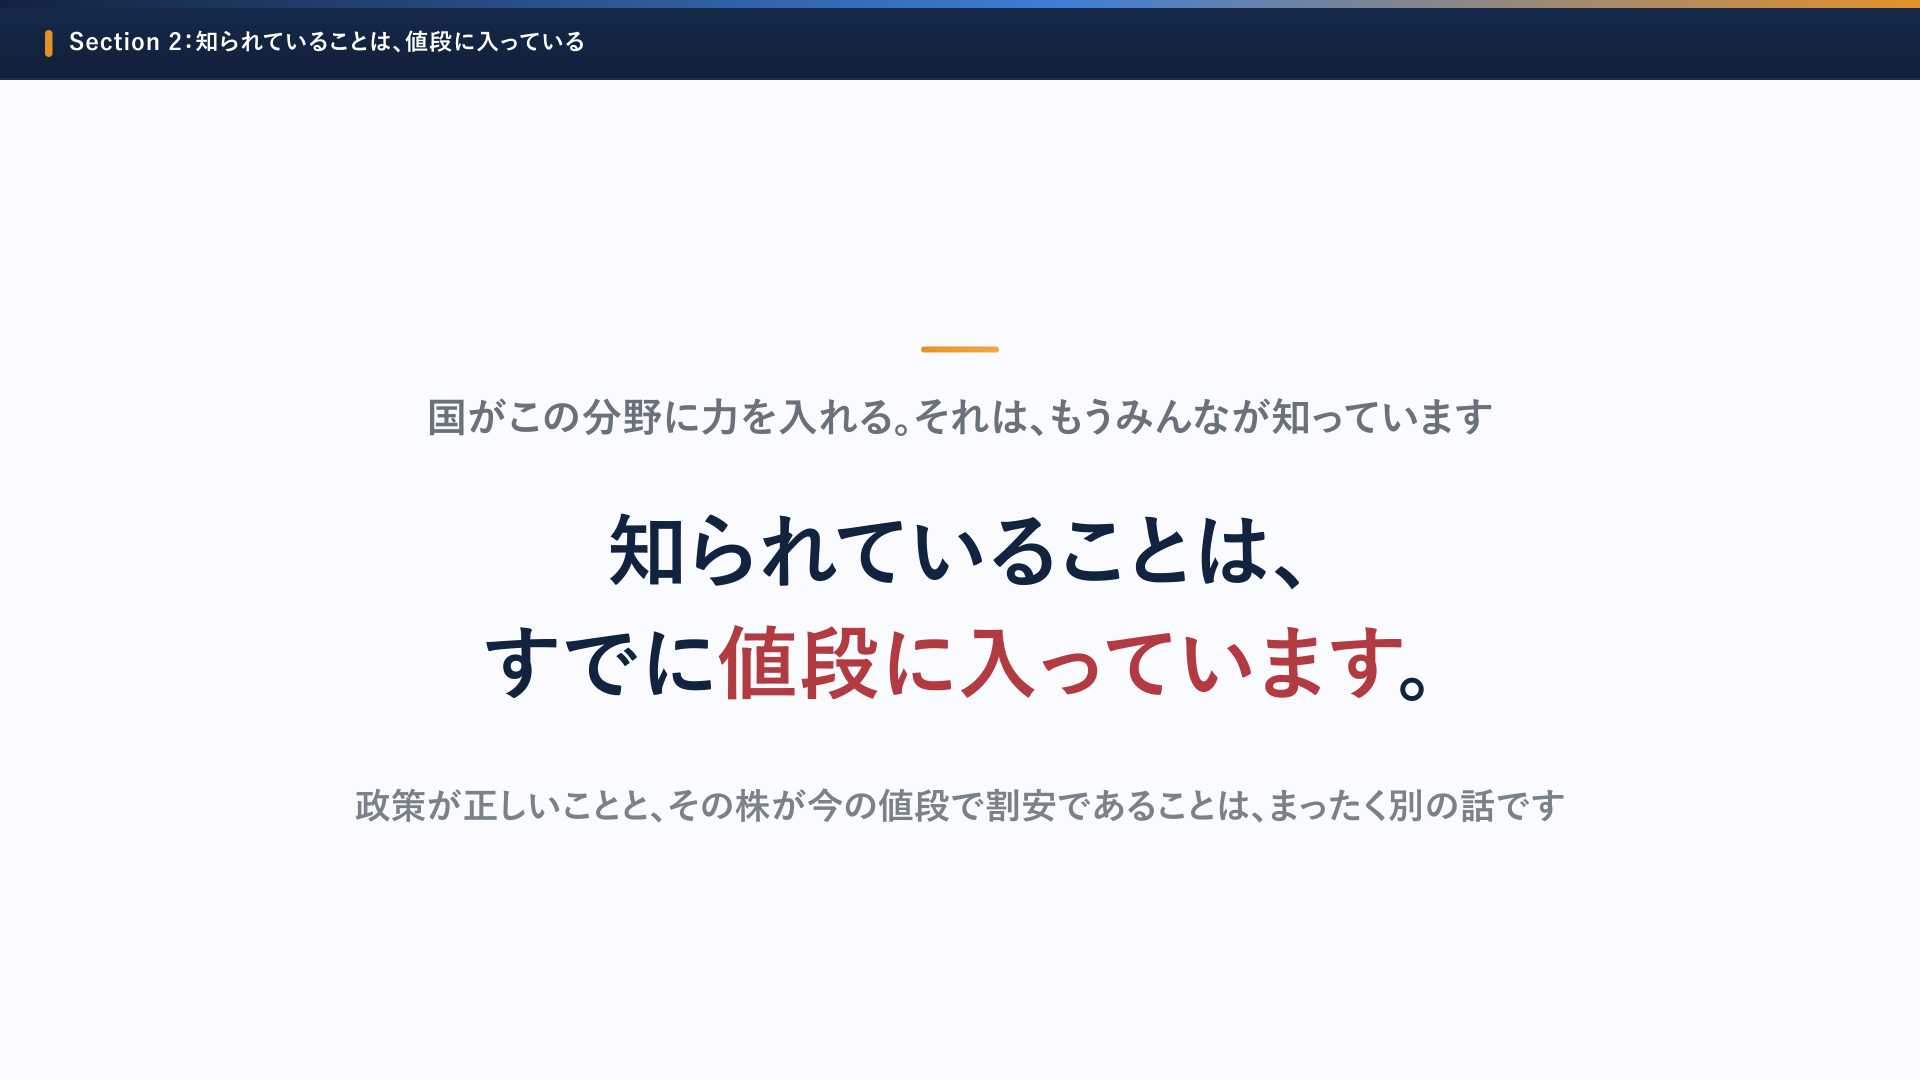 Section 2：知られていることは、値段に入っている
国がこの分野に力を入れる。それは、もうみんなが知っています
知られていることは、
すでに値段に入っています。
政策が正しいことと、その株が今の値段で割安であることは、まったく別の話です